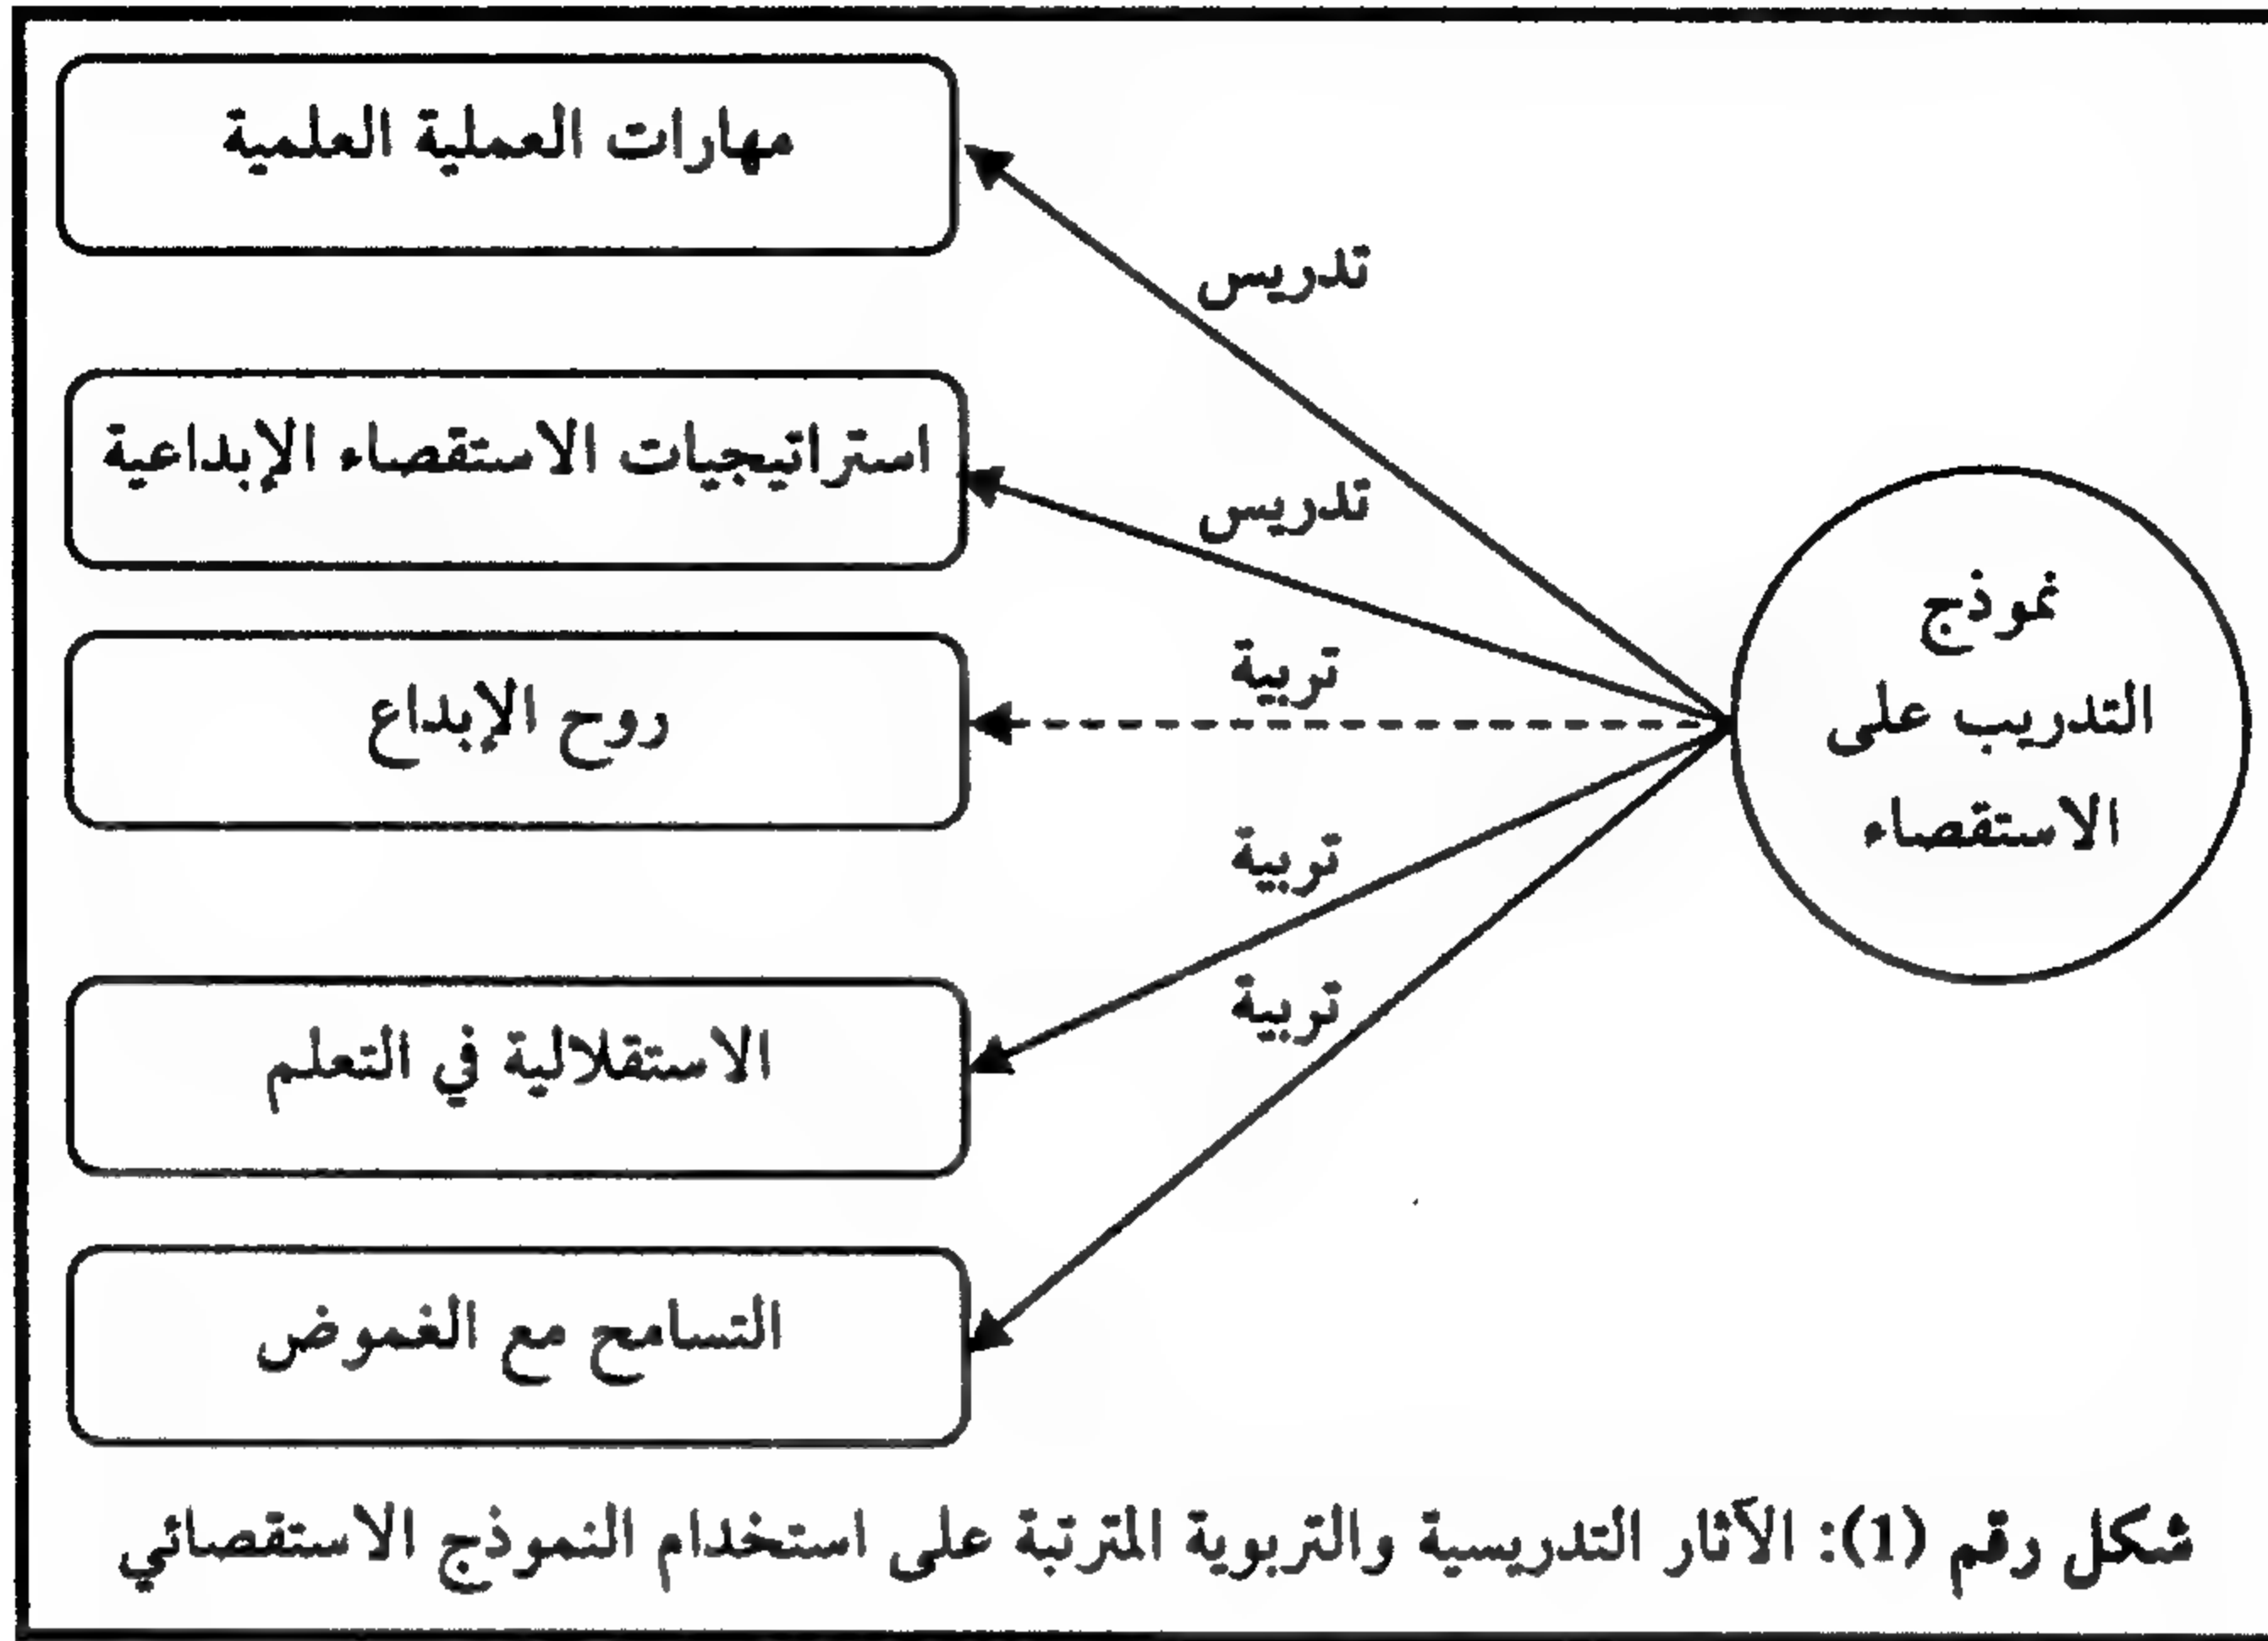 مهارات العملية العلمية
تدريس
استراتيجيات الاستقصاء الإبداعية
تدريس
نموذج
التدريب على
الاستقصاء
تربية
روح الإبداع
تربية
الاستقلالية في التعلم
تربية
التسامح مع الغموض
شكل رقم (1): الآثار التدريسية والتربوية المترتبة على استخدام النموذج الاستقصائي